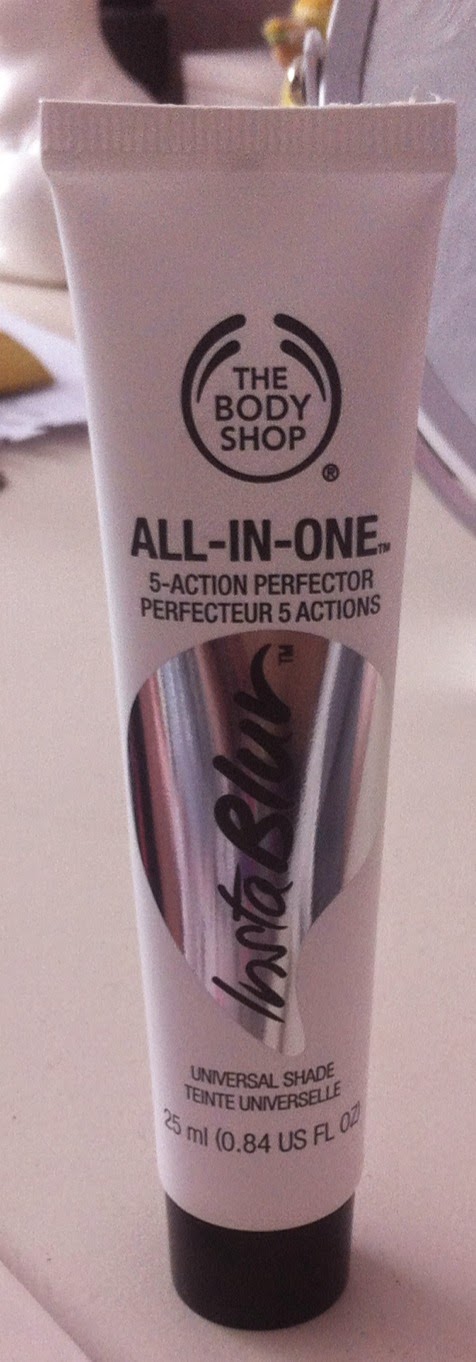 THE
BODY
SHOP
®
ALL-IN-ONE™
5-ACTION PERFECTOR
PERFECTEUR 5 ACTIONS
InstaBlur™
UNIVERSAL SHADE
TEINTE UNIVERSELLE
25 ml (0.84 US FL OZ)